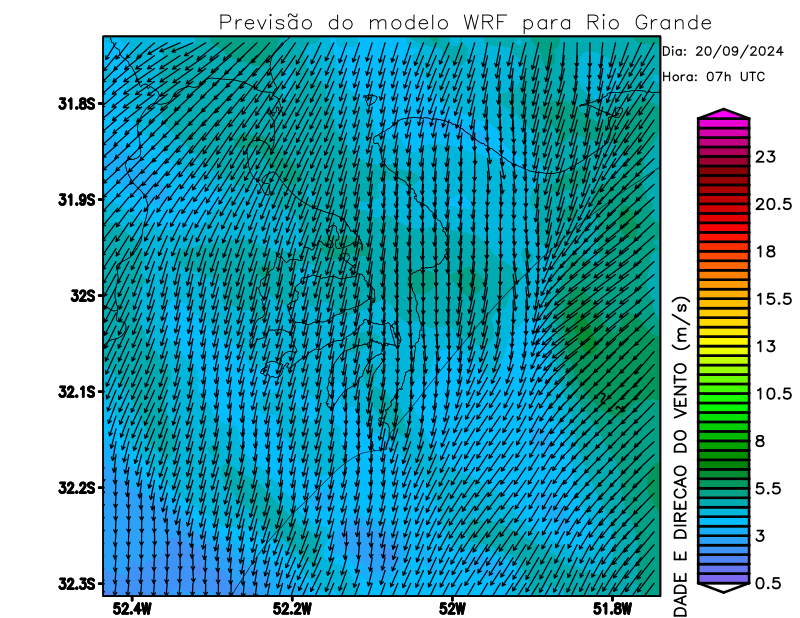 Previsão do modelo WRF para Rio Grande
Dia: 20/09/2024
Hora: 07h UTC
31.8S
31.9S
32S
32.1S
32.2S
32.3S
52.4W
52.2W
52W
51.8W
23
20.5
18
15.5
13
10.5
8
5.5
3
0.5
DADE E DIRECAO DO VENTO (m/s)